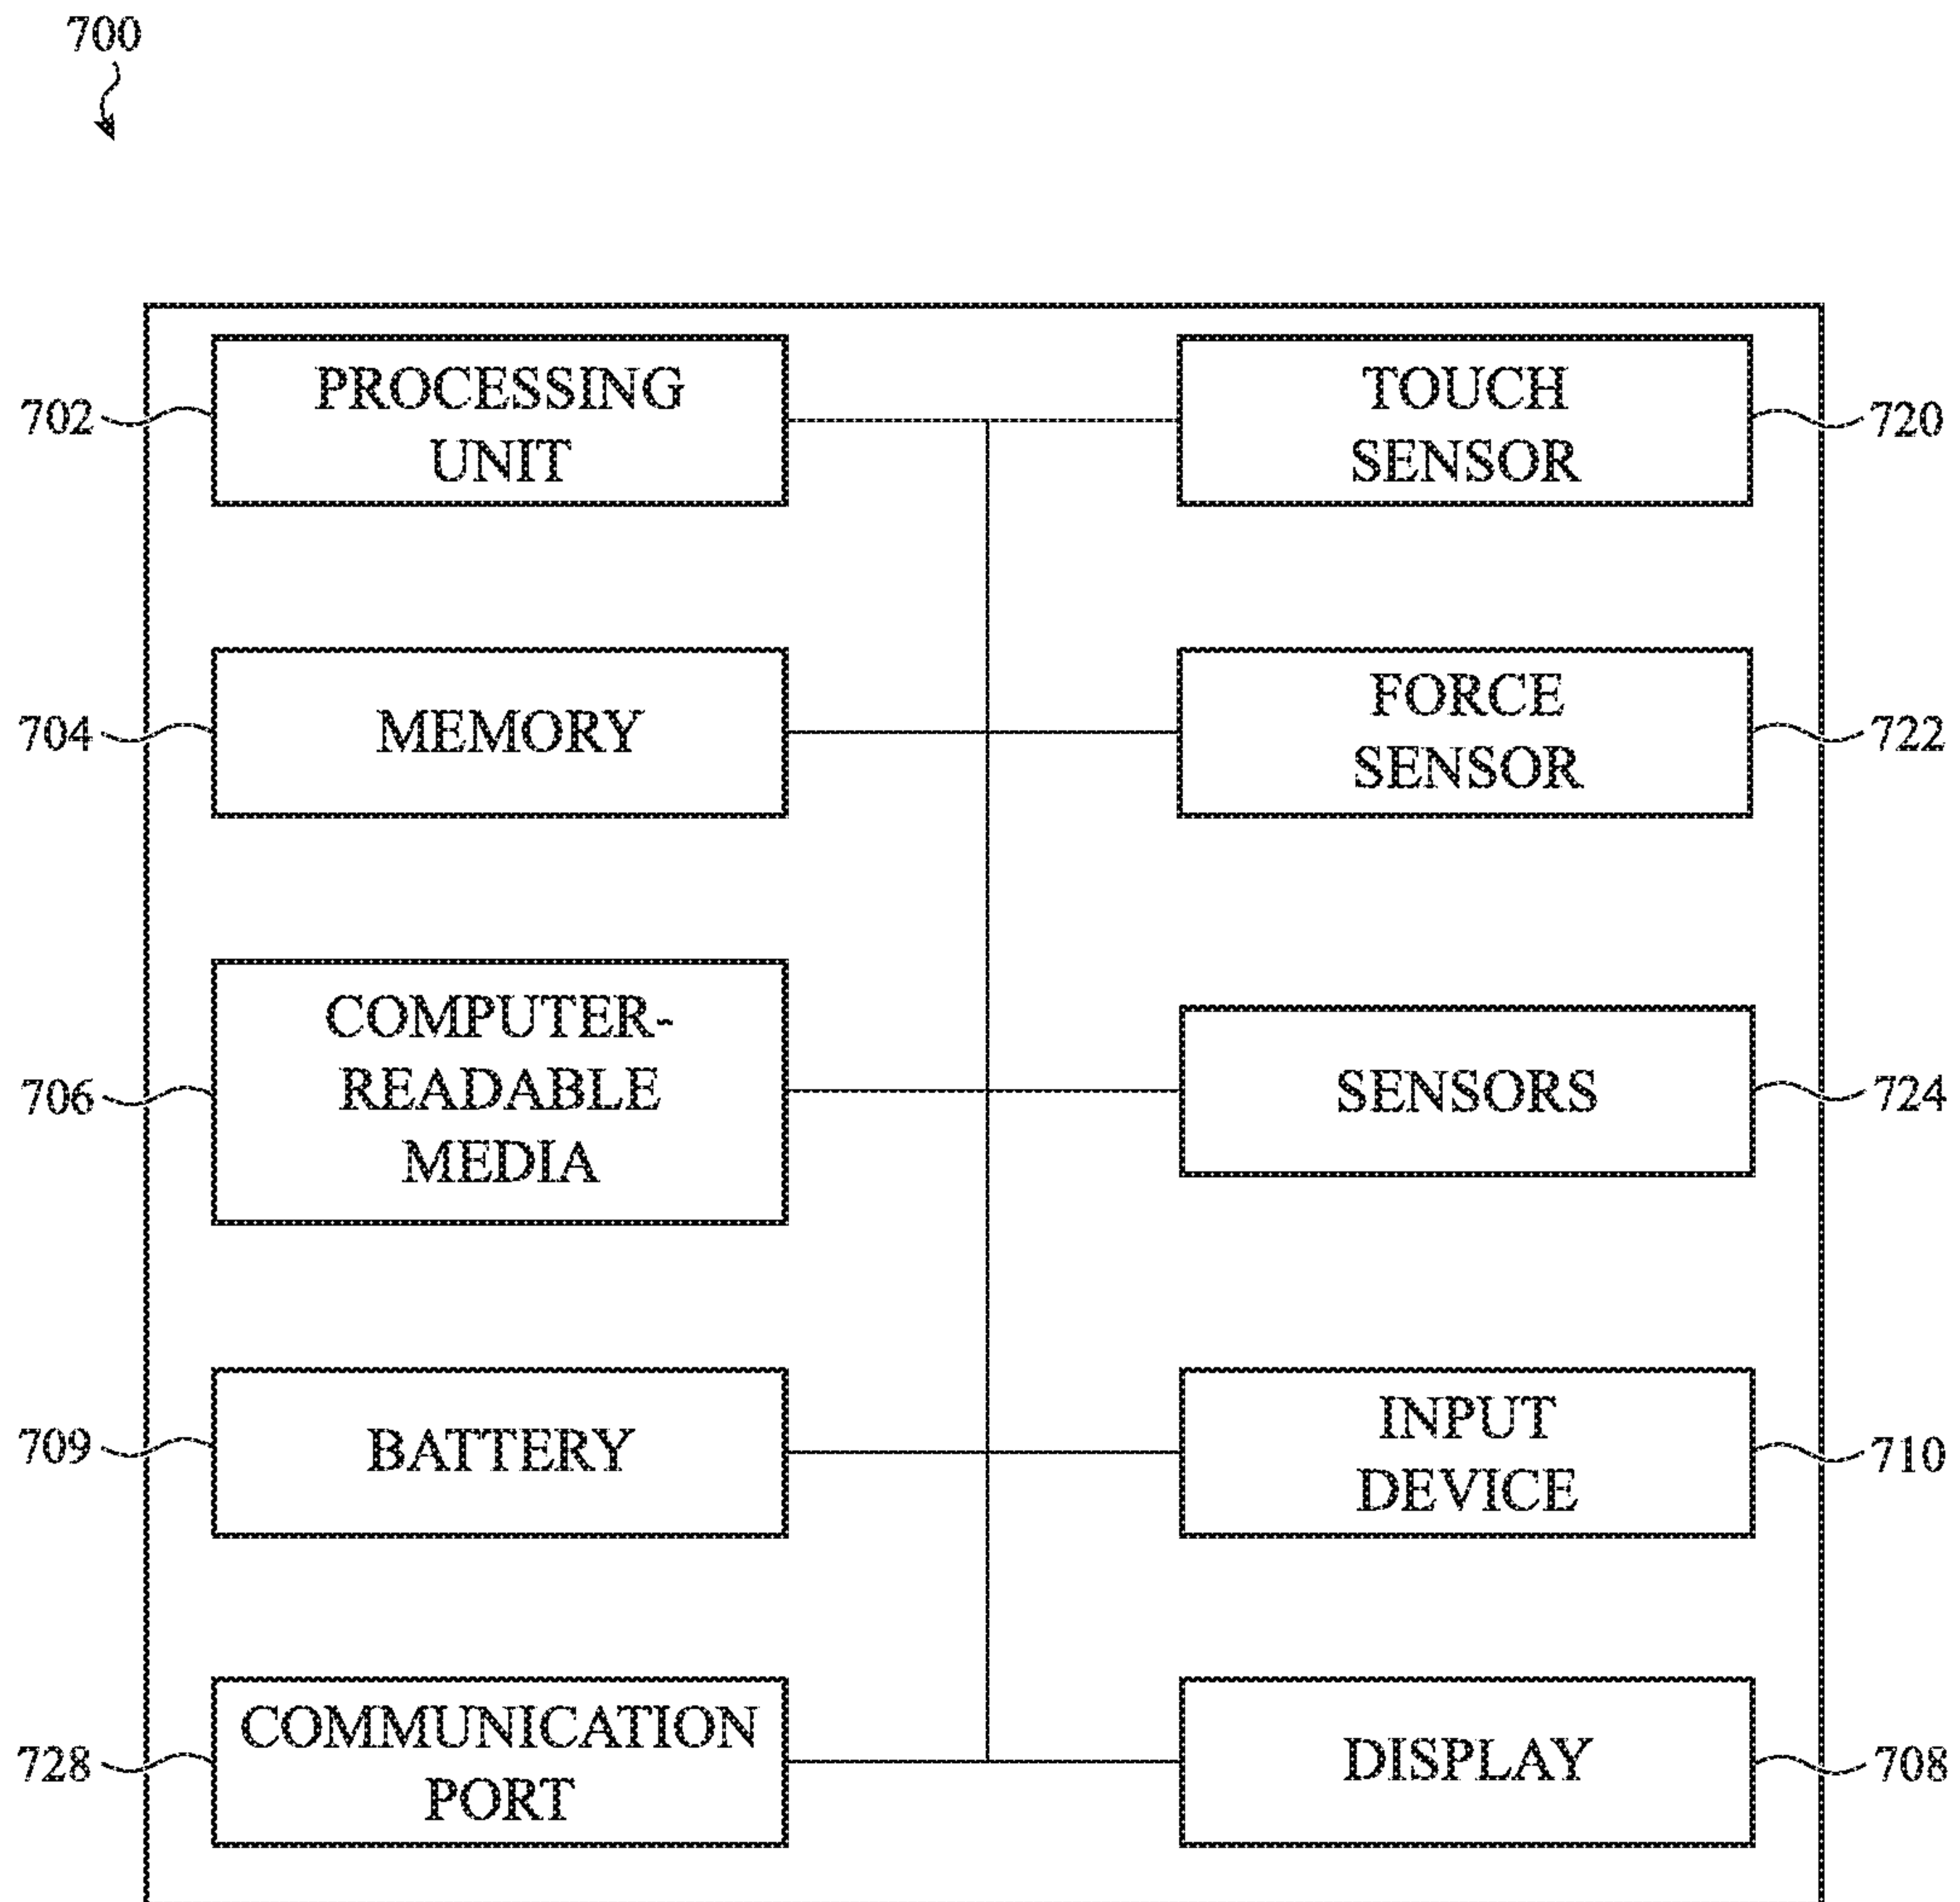 700
702
PROCESSING
UNIT
TOUCH
SENSOR
720
704
MEMORY
FORCE
SENSOR
722
706
COMPUTER-
READABLE
MEDIA
SENSORS
724
709
BATTERY
INPUT
DEVICE
710
728
COMMUNICATION
PORT
DISPLAY
708